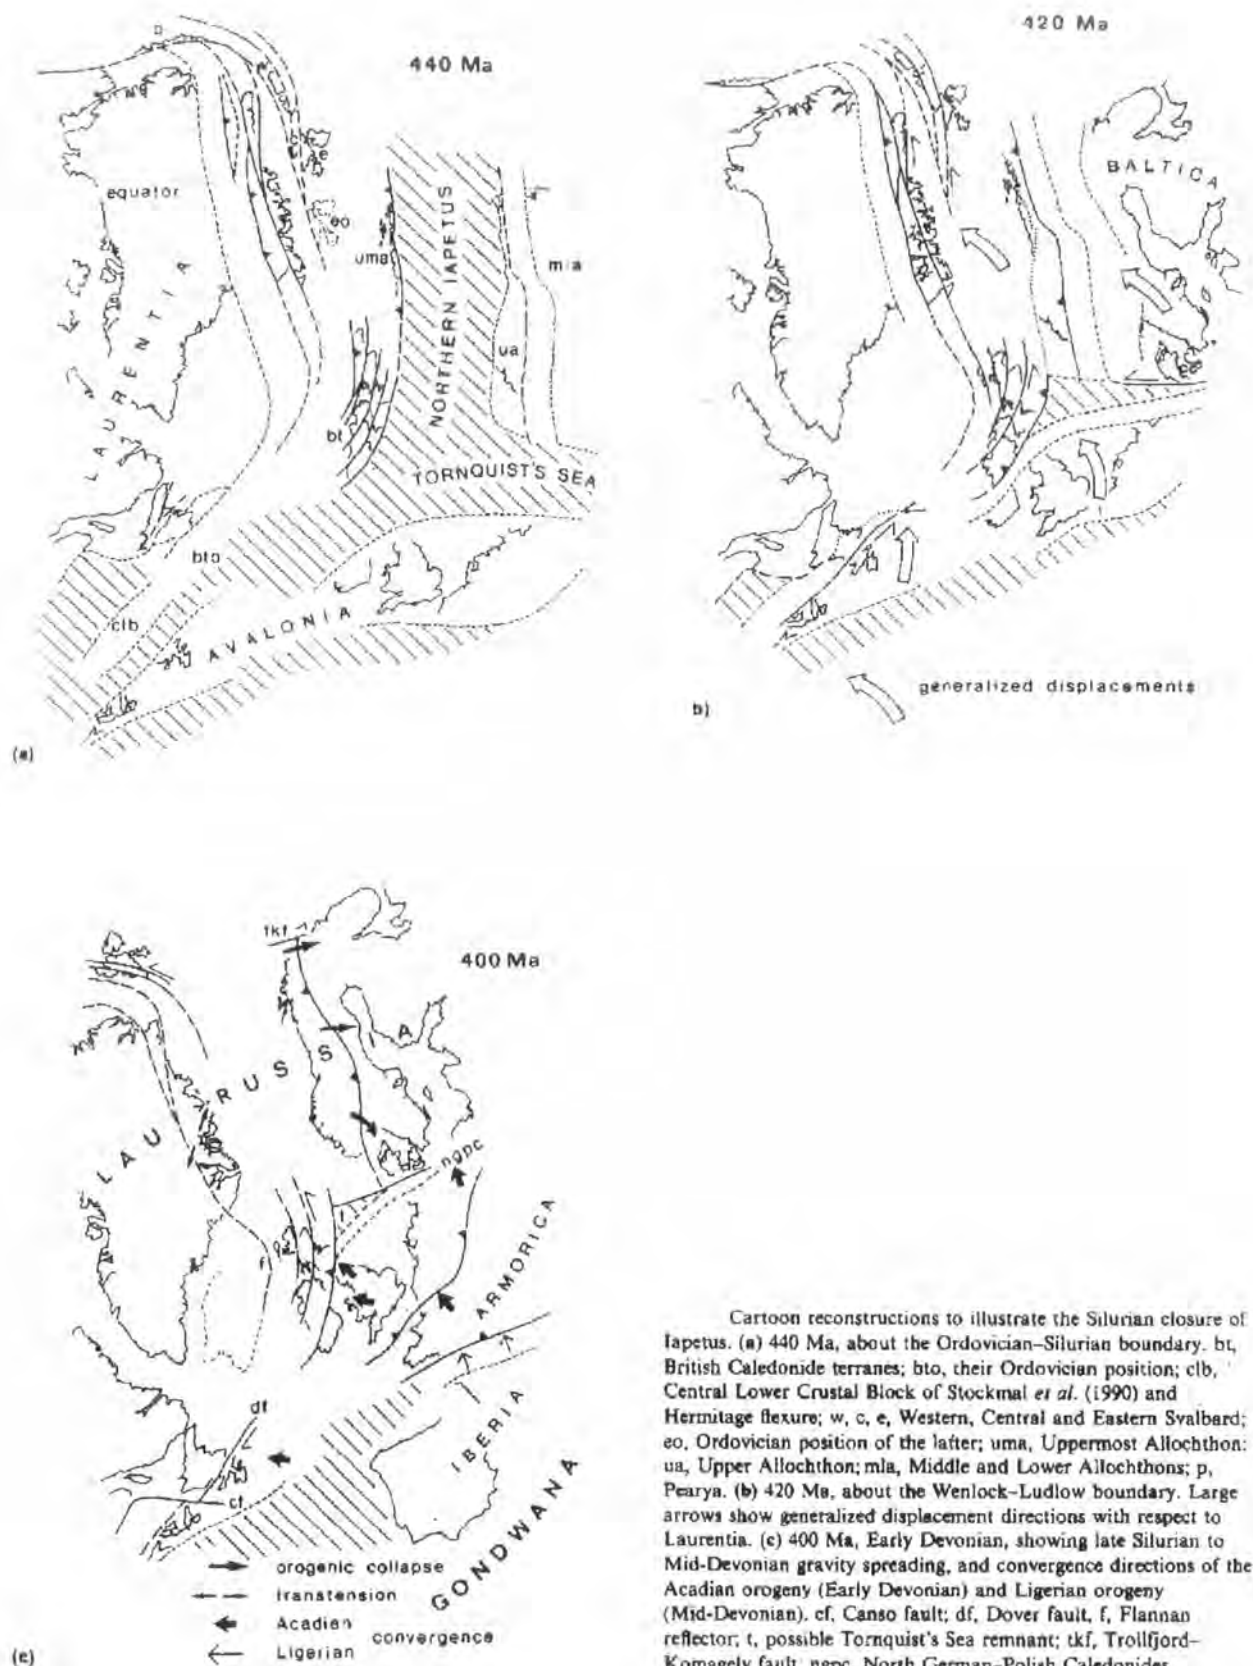 440 Ma
p
c
e
equator
eo
uma
NORTHERN IAPETUS
mla
ua
LAURENTIA
bt
TORNQUIST'S SEA
bto
clb
AVALONIA
(a)
420 Ma
BALTICA
generalized displacements
b)
400 Ma
tkf
LAURUSSIA
ngpc
t
f
ARMORICA
df
IBERIA
cf
GONDWANA
orogenic collapse
transtension
Acadian
convergence
Ligerian
(c)
Cartoon reconstructions to illustrate the Silurian closure of
Iapetus. (a) 440 Ma, about the Ordovician–Silurian boundary. bt,
British Caledonide terranes; bto, their Ordovician position; clb,
Central Lower Crustal Block of Stockmal et al. (1990) and
Hermitage flexure; w, c, e, Western, Central and Eastern Svalbard;
eo, Ordovician position of the latter; uma, Uppermost Allochthon;
ua, Upper Allochthon; mla, Middle and Lower Allochthons; p,
Pearya. (b) 420 Ma, about the Wenlock–Ludlow boundary. Large
arrows show generalized displacement directions with respect to
Laurentia. (c) 400 Ma, Early Devonian, showing late Silurian to
Mid-Devonian gravity spreading, and convergence directions of the
Acadian orogeny (Early Devonian) and Ligerian orogeny
(Mid-Devonian). cf, Canso fault; df, Dover fault, f, Flannan
reflector; t, possible Tornquist's Sea remnant; tkf, Trollfjord–
Komagelv fault, ngpc, North German–Polish Caledonides